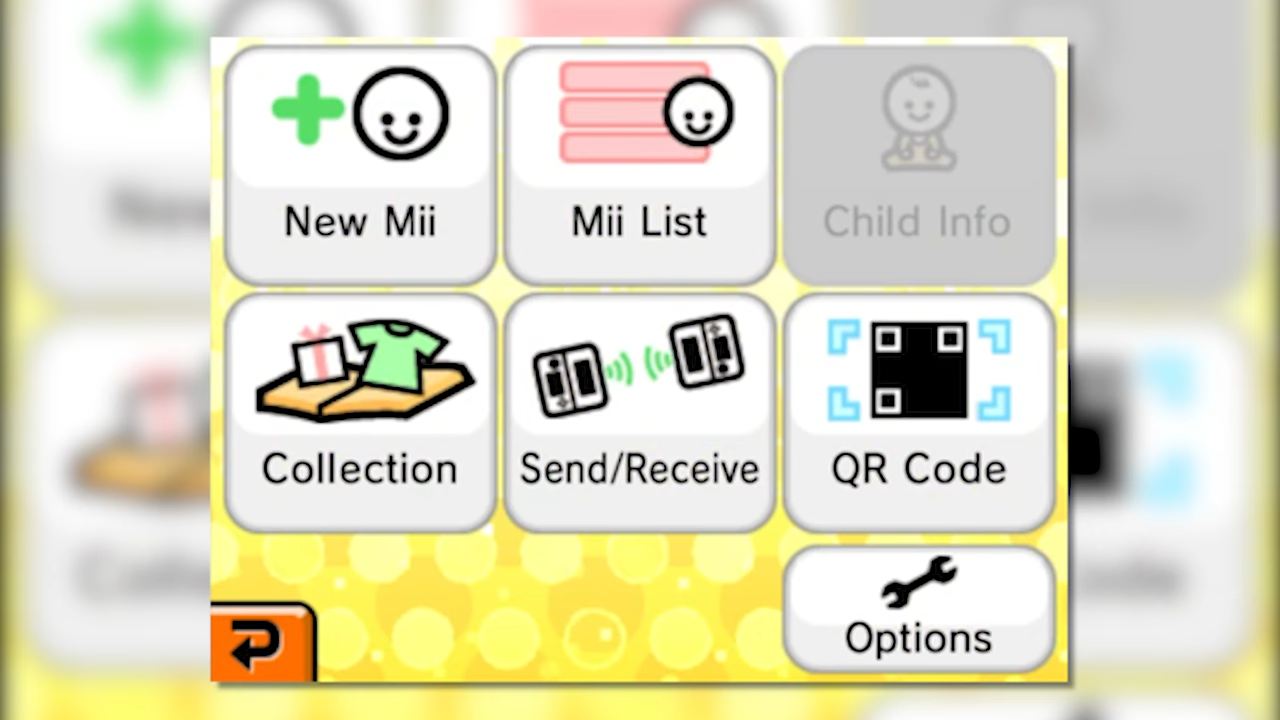 New Mii
Mii List
Child Info
Collection
Send/Receive
QR Code
Options